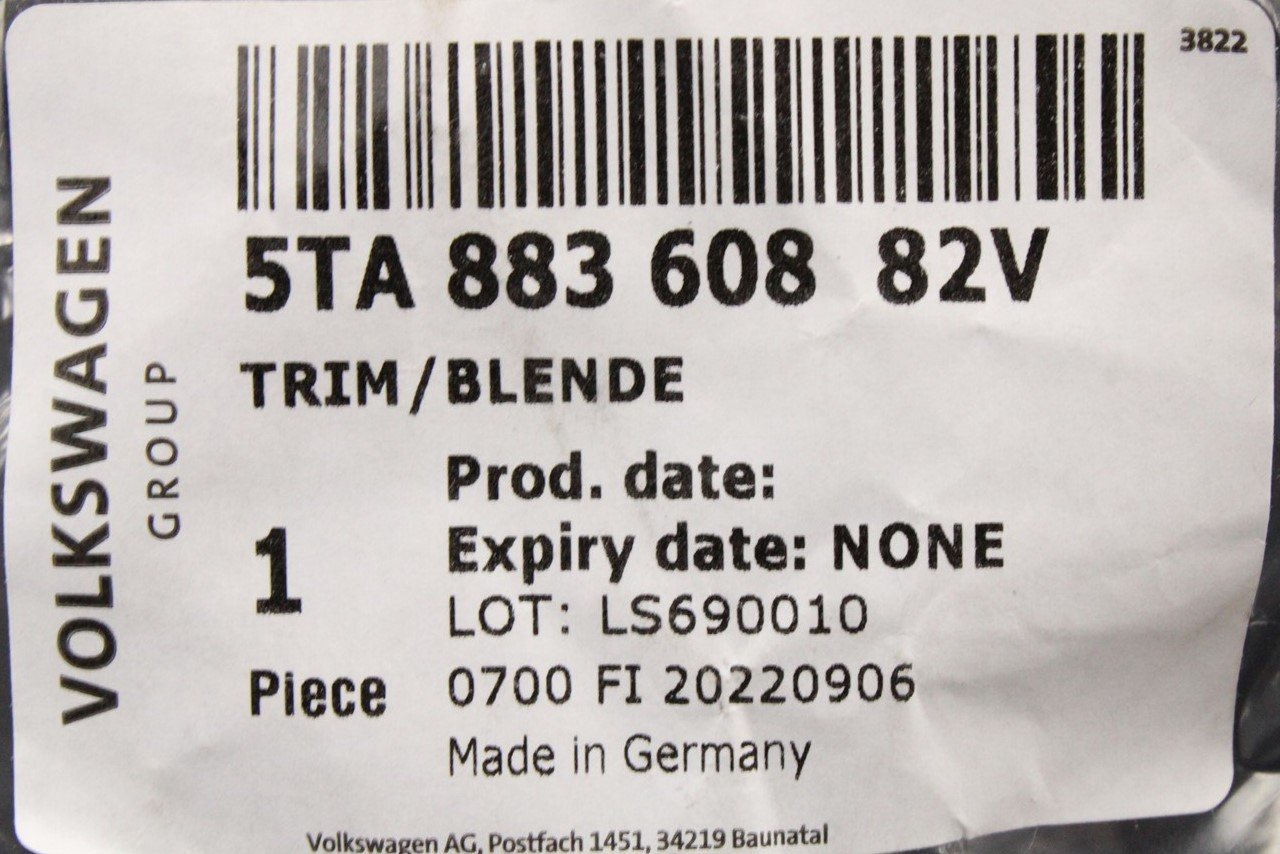 3822
5TA 883 608 82V
TRIM/BLENDE
VOLKSWAGEN
GROUP
Prod. date:
Expiry date: NONE
1
LOT: LS690010
Piece
0700 FI 20220906
Made in Germany
Volkswagen AG, Postfach 1451, 34219 Baunatal